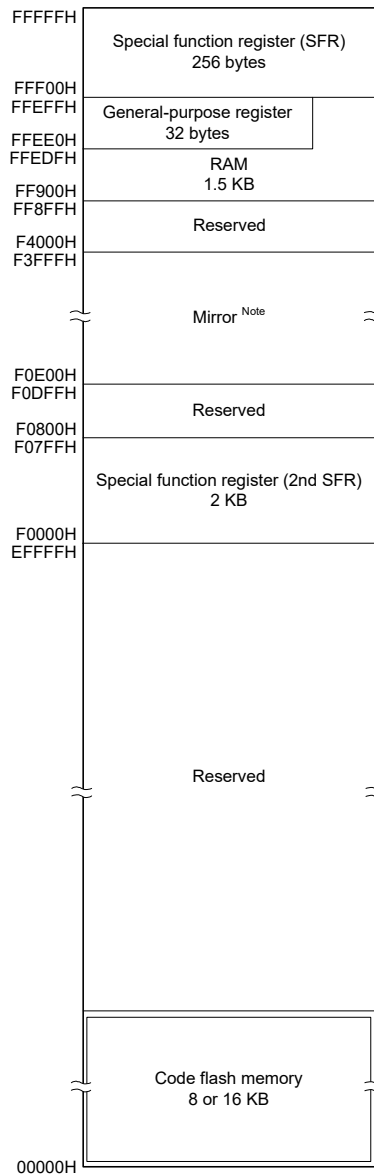 FFFFFH
Special function register (SFR)
256 bytes
FFF00H
FFEFFH
General-purpose register
32 bytes
FFEE0H
FFEDFH
RAM
1.5 KB
FF900H
FF8FFH
Reserved
F4000H
F3FFFH
Mirror Note
F0E00H
F0DFFH
Reserved
F0800H
F07FFH
Special function register (2nd SFR)
2 KB
F0000H
EFFFFH
Reserved
Code flash memory
8 or 16 KB
00000H